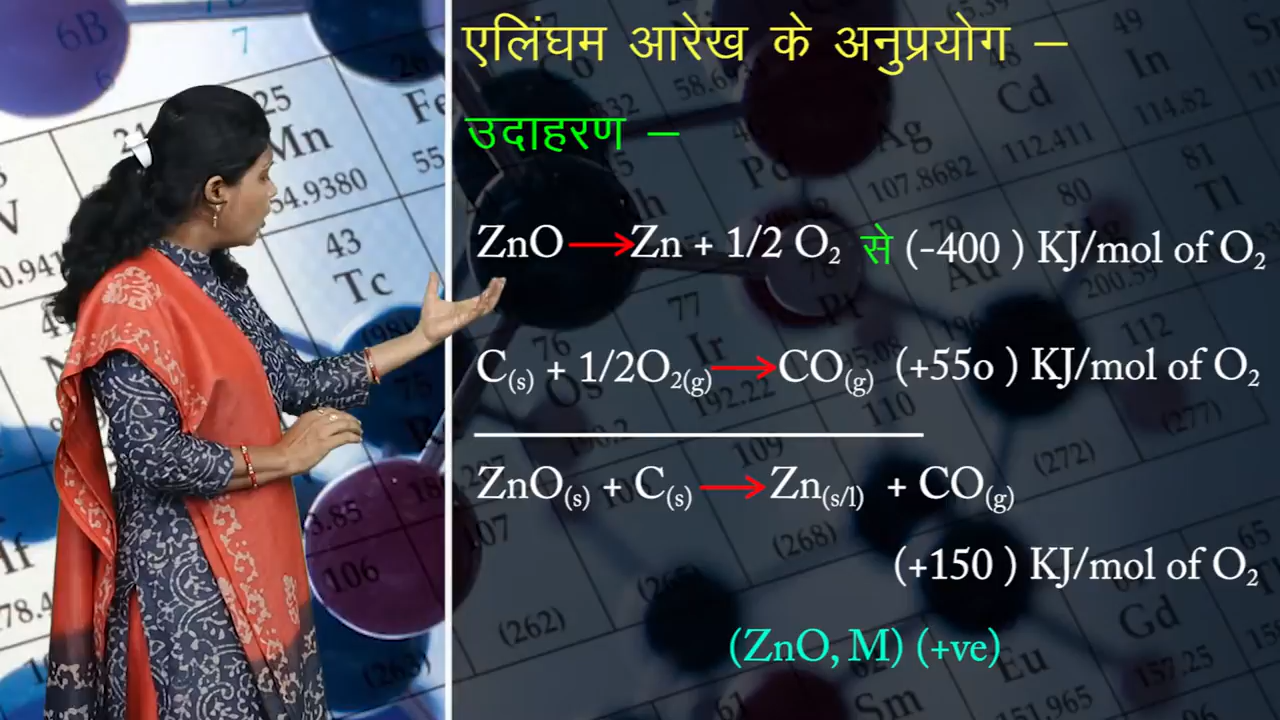 एलिंघम आरेख के अनुप्रयोग –
उदाहरण –
ZnO → Zn + 1/2 O₂ से (-400 ) KJ/mol of O₂
C(s) + 1/2O₂(g) → CO(g) (+55o ) KJ/mol of O₂
ZnO(s) + C(s) → Zn(s/l) + CO(g)
(+150 ) KJ/mol of O₂
(ZnO, M) (+ve)